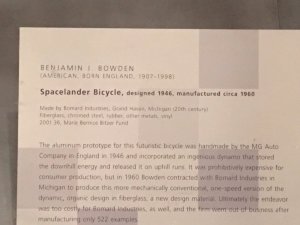 BENJAMIN J. BOWDEN
(AMERICAN, BORN ENGLAND, 1907-1998)
Spacelander Bicycle, designed 1946, manufactured circa 1960
Made by Bomard Industries, Grand Haven, Michigan (20th century)
Fiberglass, chromed steel, rubber, other metals, vinyl
2001.36, Marie Bernice Bitzer Fund
The aluminum prototype for this futuristic bicycle was handmade by the MG Auto
Company in England in 1946 and incorporated an ingenious dynamo that stored
the downhill energy and released it on uphill runs. It was prohibitively expensive for
consumer production, but in 1960 Bowden contracted with Bomard Industries in
Michigan to produce this more mechanically conventional, one-speed version of the
dynamic, organic design in fiberglass, a new design material. Ultimately the endeavor
was too costly for Bomard Industries, as well, and the firm went out of business after
manufacturing only 522 examples.